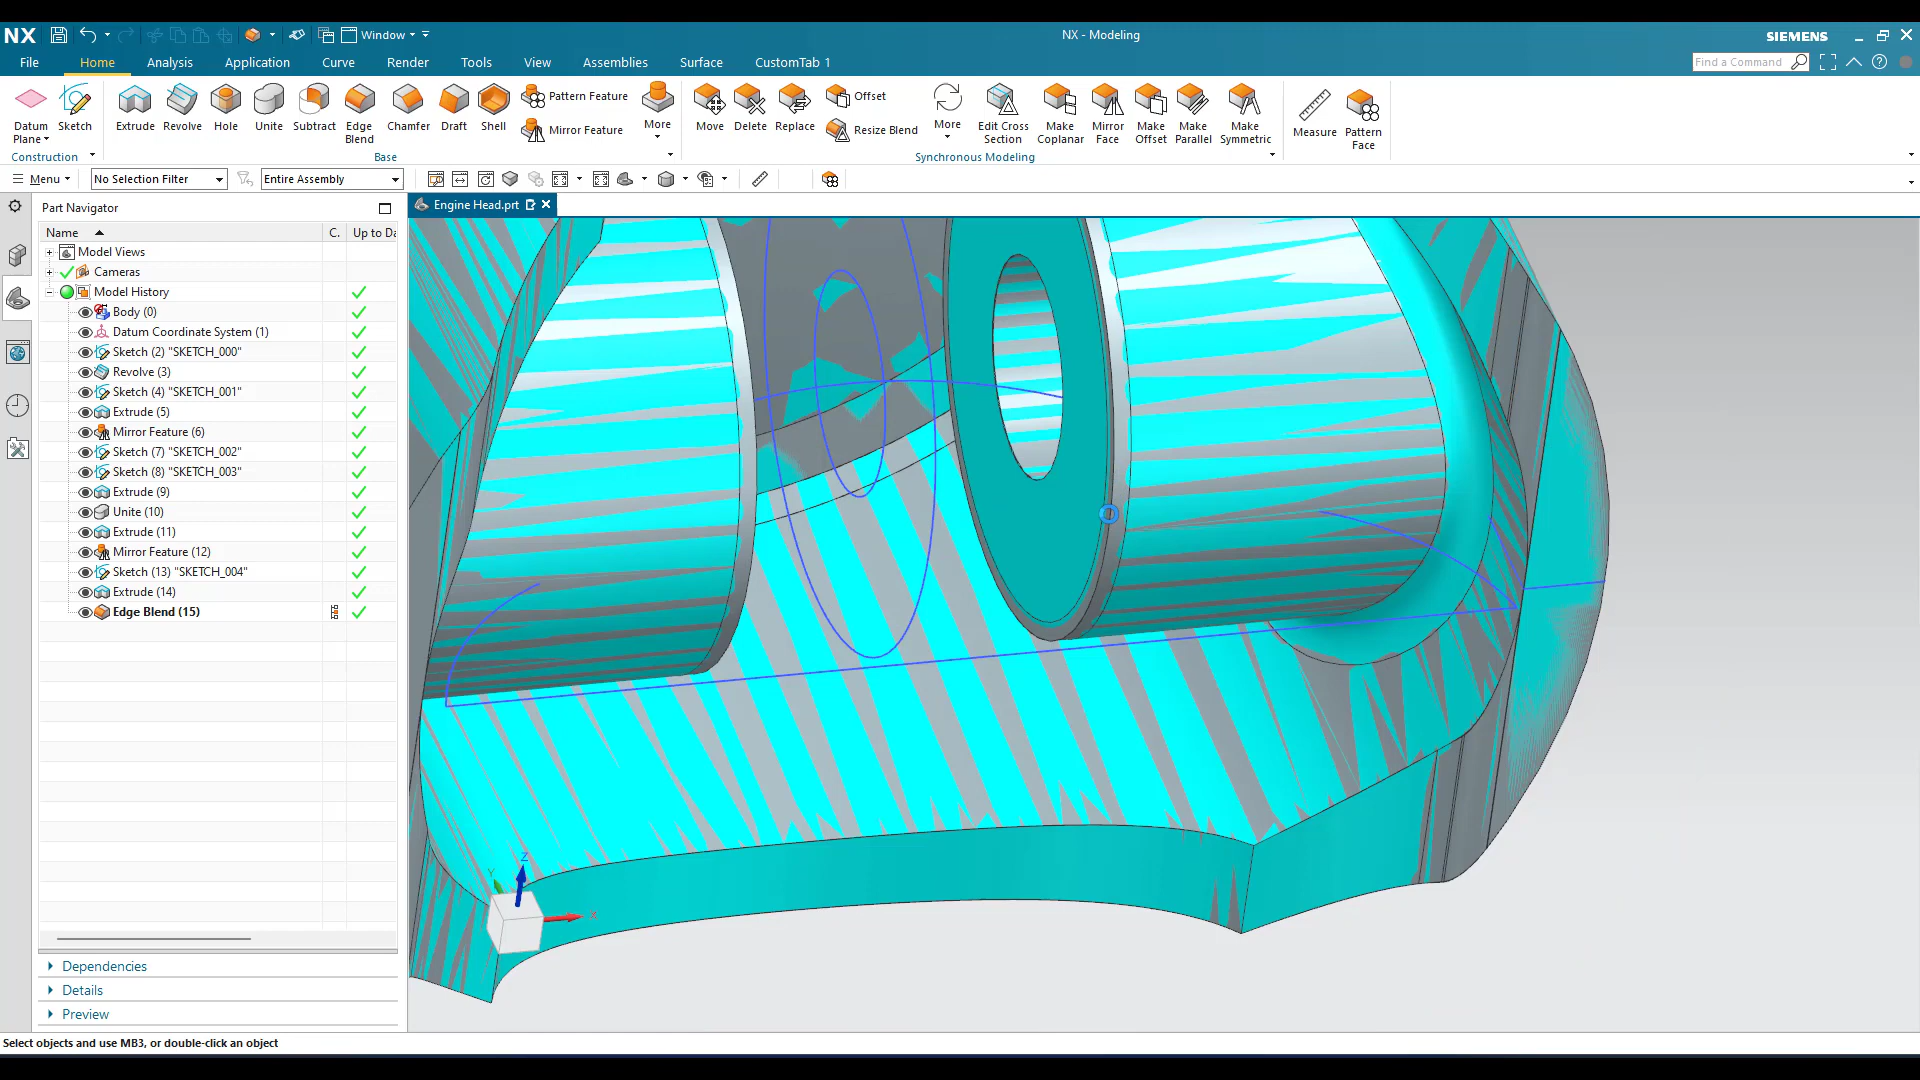 NX
Window
NX - Modeling
SIEMENS
File
Home
Analysis
Application
Curve
Render
Tools
View
Assemblies
Surface
CustomTab 1
Find a Command
Datum Plane
Sketch
Extrude
Revolve
Hole
Unite
Subtract
Edge Blend
Chamfer
Draft
Shell
Pattern Feature
Mirror Feature
More
Move
Delete
Replace
Offset
Resize Blend
More
Edit Cross Section
Make Coplanar
Mirror Face
Make Offset
Make Parallel
Make Symmetric
Measure
Pattern Face
Construction
Base
Synchronous Modeling
Menu
No Selection Filter
Entire Assembly
Part Navigator
Engine Head.prt
Name C. Up to Da
Model Views
Cameras
Model History
Body (0)
Datum Coordinate System (1)
Sketch (2) "SKETCH_000"
Revolve (3)
Sketch (4) "SKETCH_001"
Extrude (5)
Mirror Feature (6)
Sketch (7) "SKETCH_002"
Sketch (8) "SKETCH_003"
Extrude (9)
Unite (10)
Extrude (11)
Mirror Feature (12)
Sketch (13) "SKETCH_004"
Extrude (14)
Edge Blend (15)
Z
Y
X
Dependencies
Details
Preview
Select objects and use MB3, or double-click an object